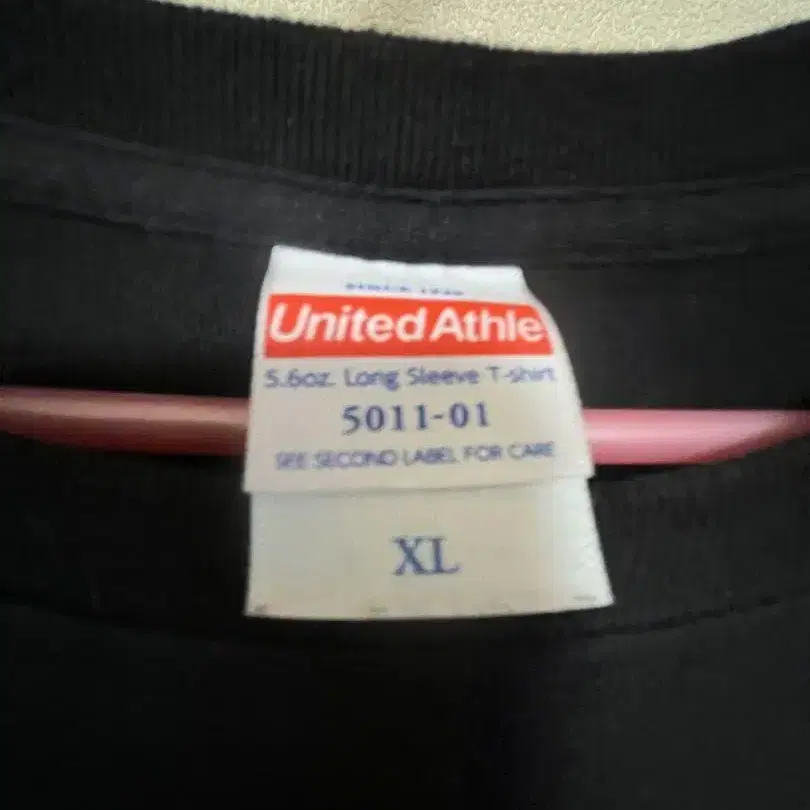 United Athle
5.6oz. Long Sleeve T-shirt
5011-01
SEE SECOND LABEL FOR CARE
XL